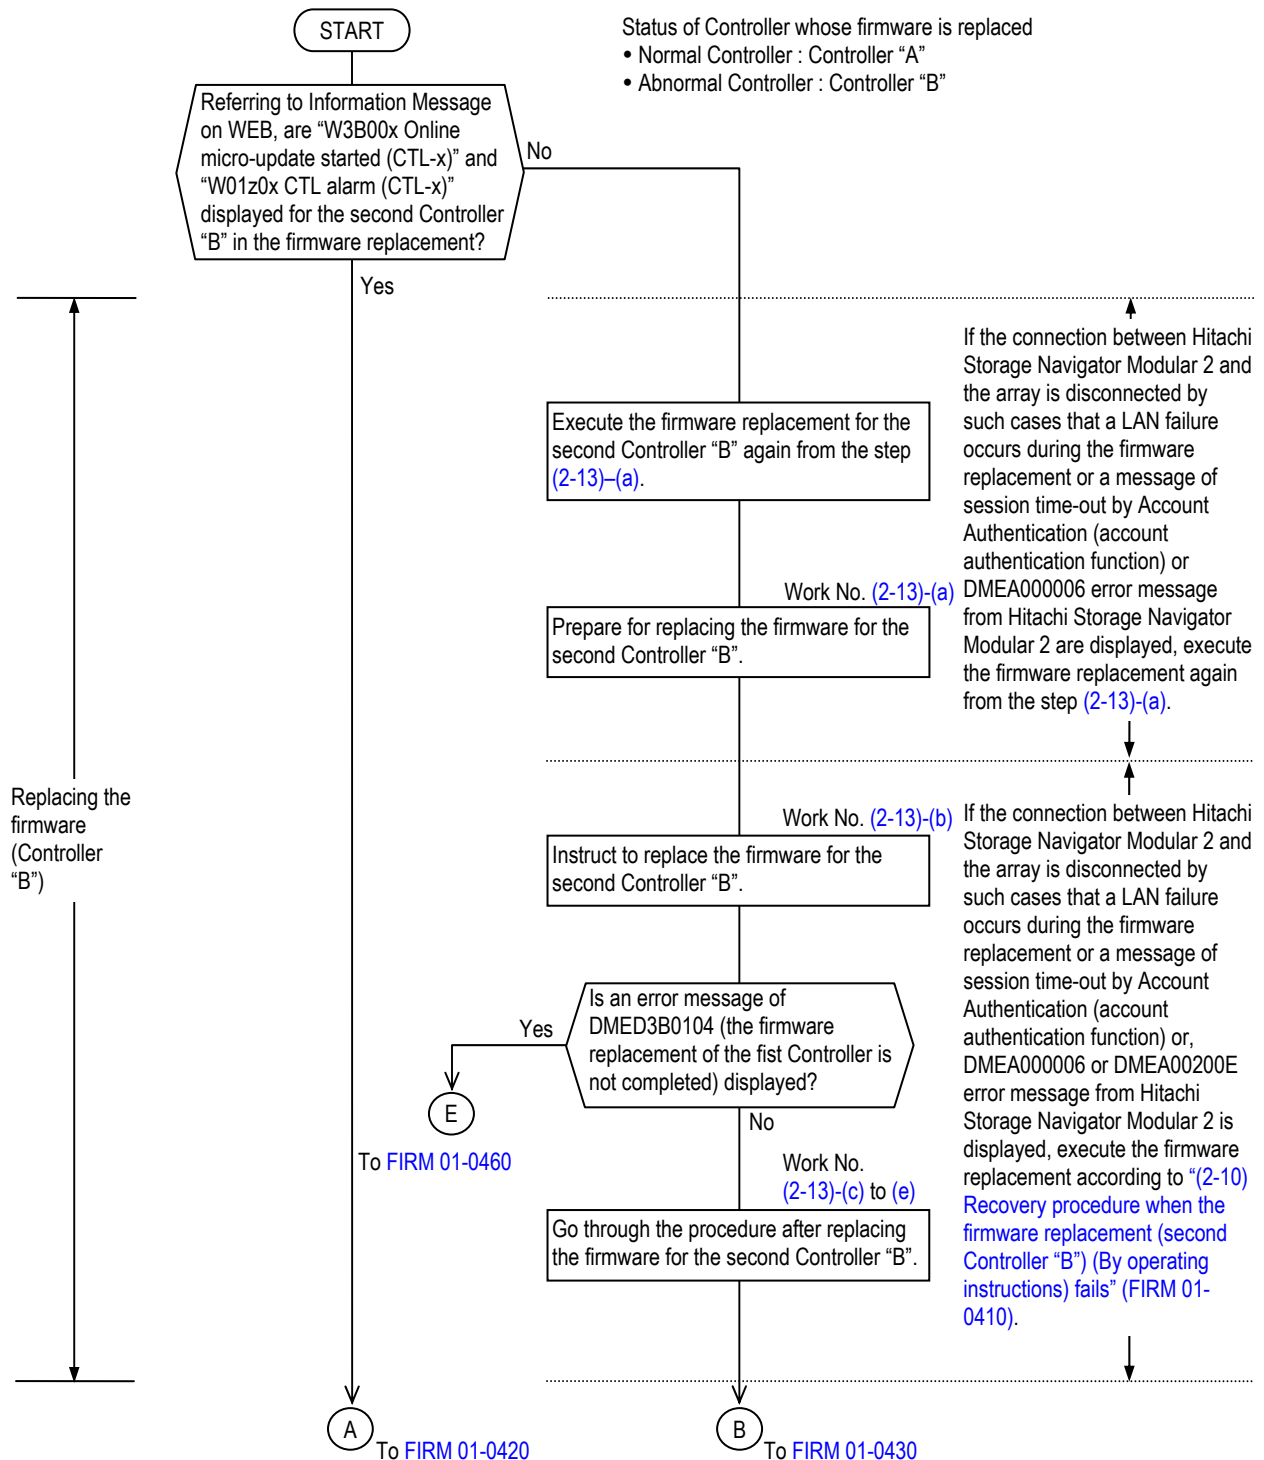 START
Status of Controller whose firmware is replaced
• Normal Controller : Controller “A”
• Abnormal Controller : Controller “B”
Referring to Information Message
on WEB, are “W3B00x Online
micro-update started (CTL-x)” and
“W01z0x CTL alarm (CTL-x)”
displayed for the second Controller
“B” in the firmware replacement?
No
Yes
If the connection between Hitachi
Storage Navigator Modular 2 and
the array is disconnected by
such cases that a LAN failure
occurs during the firmware
replacement or a message of
session time-out by Account
Authentication (account
authentication function) or
DMEA000006 error message
from Hitachi Storage Navigator
Modular 2 are displayed, execute
the firmware replacement again
from the step (2-13)-(a).
Execute the firmware replacement for the
second Controller “B” again from the step
(2-13)–(a).
Work No. (2-13)-(a)
Prepare for replacing the firmware for the
second Controller “B”.
Replacing the
firmware
(Controller
“B”)
Work No. (2-13)-(b)
Instruct to replace the firmware for the
second Controller “B”.
If the connection between Hitachi
Storage Navigator Modular 2 and
the array is disconnected by
such cases that a LAN failure
occurs during the firmware
replacement or a message of
session time-out by Account
Authentication (account
authentication function) or,
DMEA000006 or DMEA00200E
error message from Hitachi
Storage Navigator Modular 2 is
displayed, execute the firmware
replacement according to “(2-10)
Recovery procedure when the
firmware replacement (second
Controller “B”) (By operating
instructions) fails” (FIRM 01-
0410).
Is an error message of
DMED3B0104 (the firmware
replacement of the fist Controller is
not completed) displayed?
Yes
E
To FIRM 01-0460
No
Work No.
(2-13)-(c) to (e)
Go through the procedure after replacing
the firmware for the second Controller “B”.
A
To FIRM 01-0420
B
To FIRM 01-0430